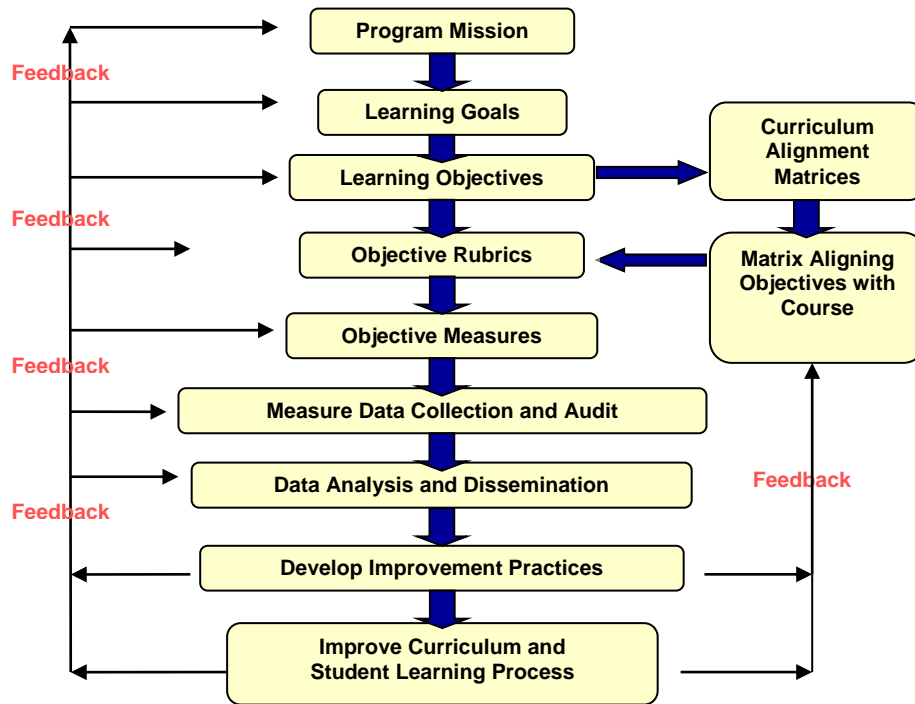 Program Mission
Feedback
Learning Goals
Curriculum
Alignment
Matrices
Learning Objectives
Feedback
Objective Rubrics
Matrix Aligning
Objectives with
Course
Objective Measures
Feedback
Measure Data Collection and Audit
Data Analysis and Dissemination
Feedback
Feedback
Develop Improvement Practices
Improve Curriculum and
Student Learning Process